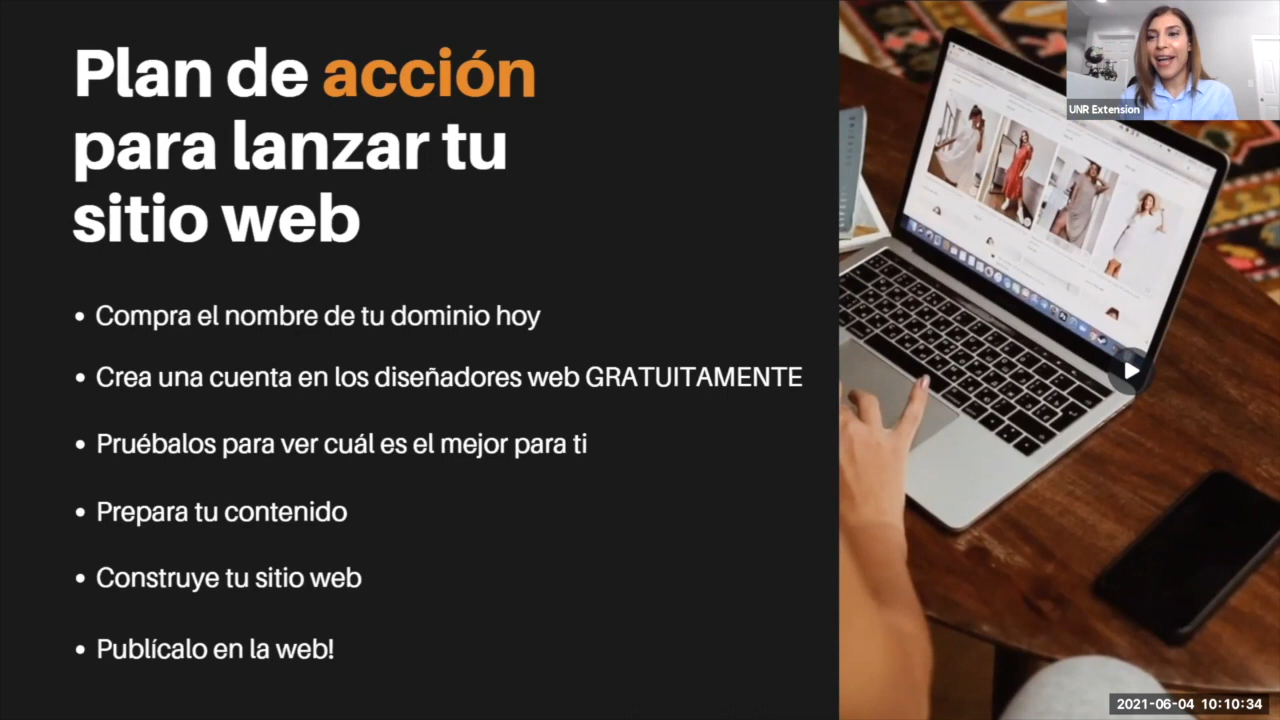 Plan de acción
para lanzar tu
sitio web
• Compra el nombre de tu dominio hoy
• Crea una cuenta en los diseñadores web GRATUITAMENTE
• Pruébalos para ver cuál es el mejor para ti
• Prepara tu contenido
• Construye tu sitio web
• Publícalo en la web!
UNR Extension
2021-06-04 10:10:34